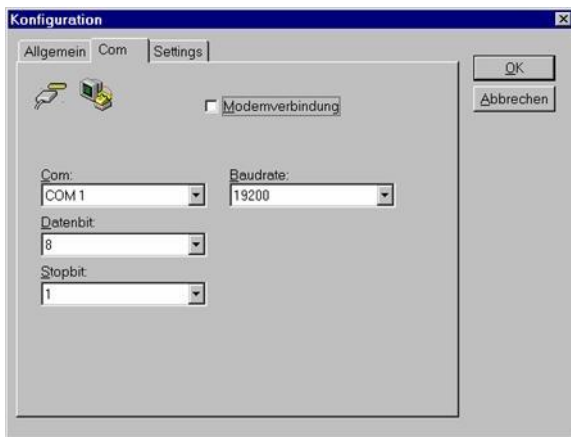 Konfiguration
Allgemein Com Settings
OK
Abbrechen
Modemverbindung
Com: Baudrate:
COM 1 19200
Datenbit:
8
Stopbit:
1